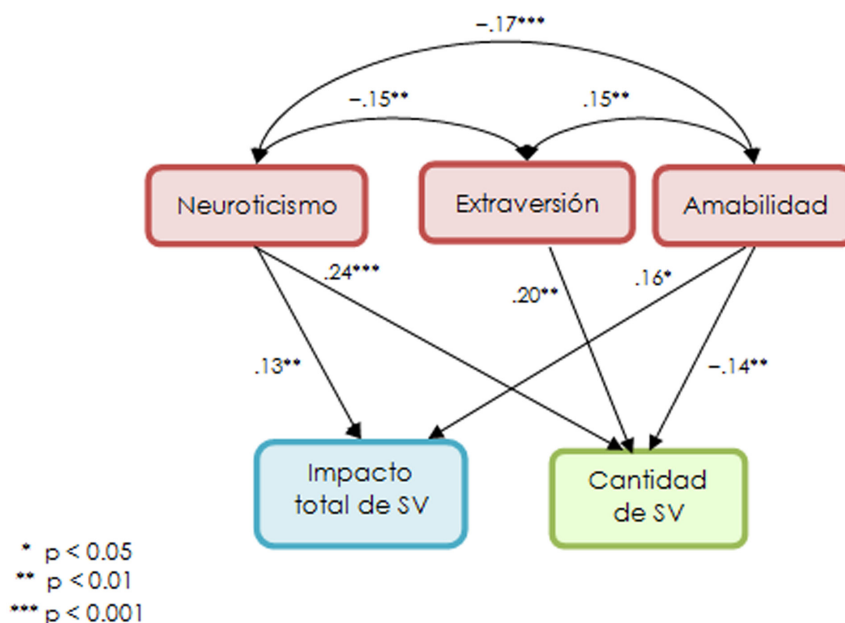 −.17***
−.15**
.15**
Neuroticismo
Extraversión
Amabilidad
.24***
.20**
.16*
.13**
−.14**
Impacto
total de SV
Cantidad
de SV
* p < 0.05
** p < 0.01
*** p < 0.001